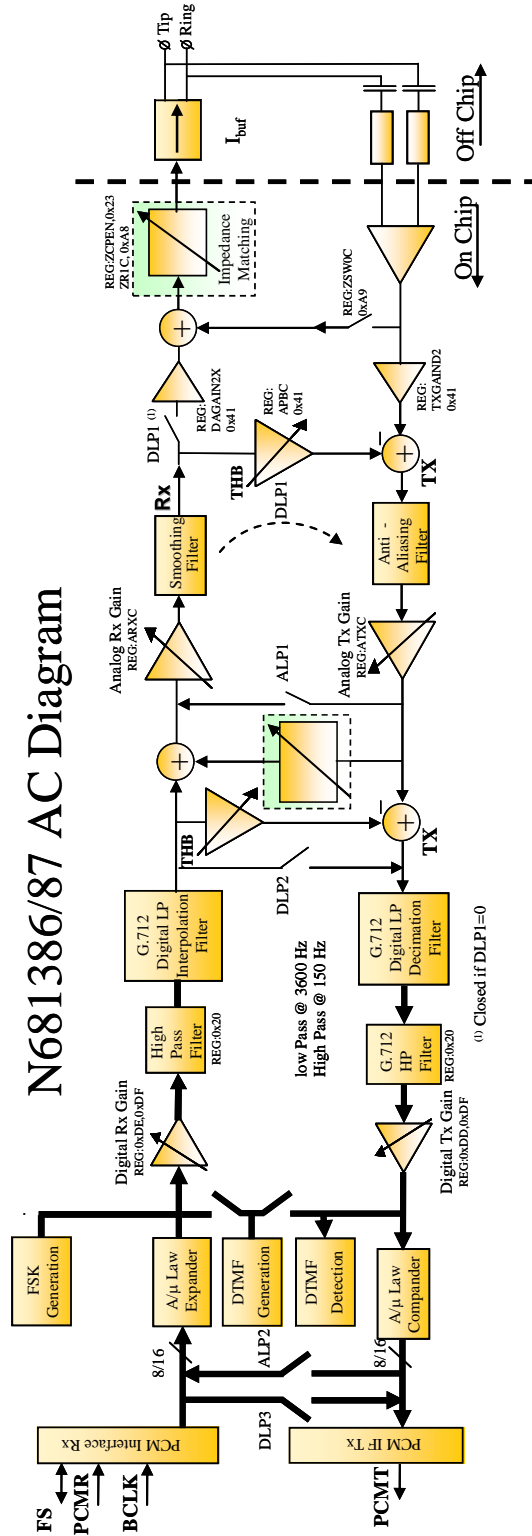 N681386/87 AC Diagram
FS
PCMR
BCLK
PCM Interface Rx
8/16
A/μ Law
Expander
FSK
Generation
Digital Rx Gain
REG:0xDE,0xDF
High
Pass
Filter
REG:0x20
G.712
Digital LP
Interpolation
Filter
THB
Analog Rx Gain
REG:ARXC
Smoothing
Filter
Rx
DLP1 (1)
REG:
DAGAIN2X
0x41
REG:ZCPEN,0x23
ZR1C, 0xA8
Impedance
Matching
Ibuf
Ø Tip
Ø Ring
DLP3
ALP2
DTMF
Generation
DTMF
Detection
low Pass @ 3600 Hz
High Pass @ 150 Hz
DLP2
ALP1
DLP1
THB
REG:
APBC
0x41
REG:ZSW0C
0xA9
On Chip
Off Chip
PCMT
PCM IF Tx
8/16
A/μ Law
Compander
Digital Tx Gain
REG:0xDD,0xDF
G.712
HP
Filter
REG:0x20
G.712
Digital LP
Decimation
Filter
TX
Analog Tx Gain
REG:ATXC
Anti -
Aliasing
Filter
TX
REG:
TXGAIND2
0x41
(1) Closed if DLP1=0